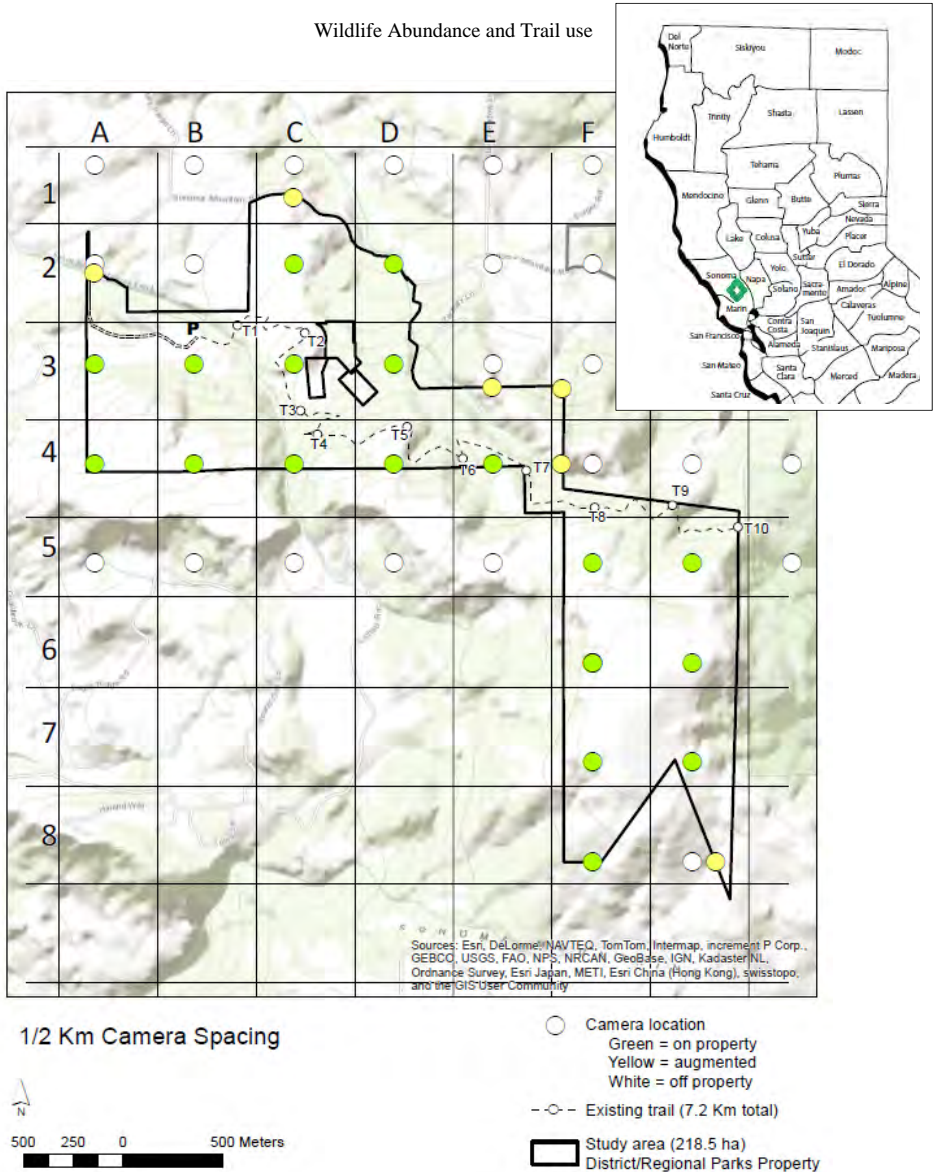 Wildlife Abundance and Trail use
Del
Norte
Siskiyou
Modoc
Humboldt
Trinity
Shasta
Lassen
Tehama
Plumas
Mendocino
Glenn
Butte
Sierra
Nevada
Lake
Colusa
Yuba
Placer
Sutter
Sonoma
Napa
Yolo
El Dorado
Solano
Sacra-
mento
Amador
Alpine
Marin
Calaveras
Contra
Costa
San
Joaquin
Tuolumne
San Francisco
Alameda
Stanislaus
Mariposa
San Mateo
Santa
Clara
Merced
Madera
Santa Cruz
A B C D E F
1
2
3
4
5
6
7
8
P
T1
T2
T3
T4
T5
T6
T7
T8
T9
T10
S O N O M
Sources: Esri, DeLorme, NAVTEQ, TomTom, Intermap, increment P Corp.,
GEBCO, USGS, FAO, NPS, NRCAN, GeoBase, IGN, Kadaster NL,
Ordnance Survey, Esri Japan, METI, Esri China (Hong Kong), swisstopo,
and the GIS User Community
1/2 Km Camera Spacing
N
500 250 0 500 Meters
Camera location
Green = on property
Yellow = augmented
White = off property
Existing trail (7.2 Km total)
Study area (218.5 ha)
District/Regional Parks Property